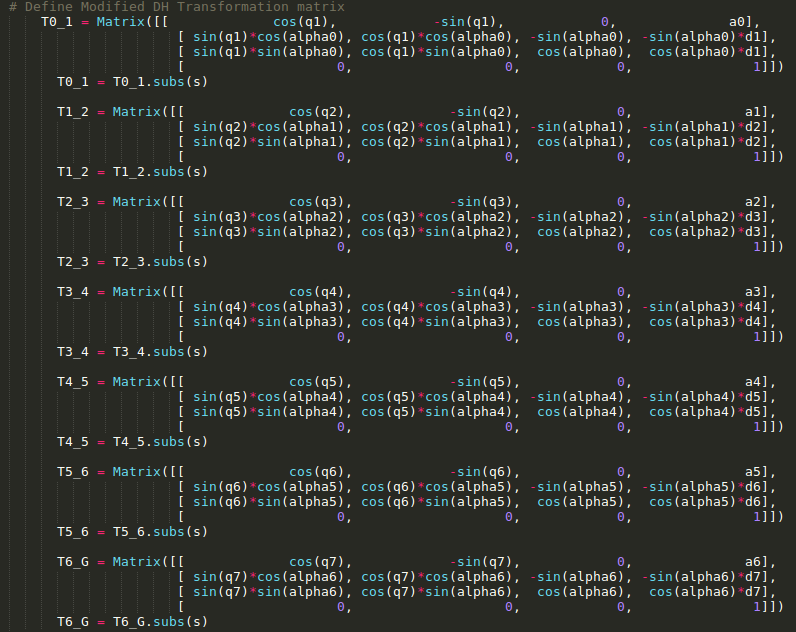 # Define Modified DH Transformation matrix
T0_1 = Matrix([[ cos(q1), -sin(q1), 0, a0],
[ sin(q1)*cos(alpha0), cos(q1)*cos(alpha0), -sin(alpha0), -sin(alpha0)*d1],
[ sin(q1)*sin(alpha0), cos(q1)*sin(alpha0), cos(alpha0), cos(alpha0)*d1],
[ 0, 0, 0, 1]])
T0_1 = T0_1.subs(s)
T1_2 = Matrix([[ cos(q2), -sin(q2), 0, a1],
[ sin(q2)*cos(alpha1), cos(q2)*cos(alpha1), -sin(alpha1), -sin(alpha1)*d2],
[ sin(q2)*sin(alpha1), cos(q2)*sin(alpha1), cos(alpha1), cos(alpha1)*d2],
[ 0, 0, 0, 1]])
T1_2 = T1_2.subs(s)
T2_3 = Matrix([[ cos(q3), -sin(q3), 0, a2],
[ sin(q3)*cos(alpha2), cos(q3)*cos(alpha2), -sin(alpha2), -sin(alpha2)*d3],
[ sin(q3)*sin(alpha2), cos(q3)*sin(alpha2), cos(alpha2), cos(alpha2)*d3],
[ 0, 0, 0, 1]])
T2_3 = T2_3.subs(s)
T3_4 = Matrix([[ cos(q4), -sin(q4), 0, a3],
[ sin(q4)*cos(alpha3), cos(q4)*cos(alpha3), -sin(alpha3), -sin(alpha3)*d4],
[ sin(q4)*sin(alpha3), cos(q4)*sin(alpha3), cos(alpha3), cos(alpha3)*d4],
[ 0, 0, 0, 1]])
T3_4 = T3_4.subs(s)
T4_5 = Matrix([[ cos(q5), -sin(q5), 0, a4],
[ sin(q5)*cos(alpha4), cos(q5)*cos(alpha4), -sin(alpha4), -sin(alpha4)*d5],
[ sin(q5)*sin(alpha4), cos(q5)*sin(alpha4), cos(alpha4), cos(alpha4)*d5],
[ 0, 0, 0, 1]])
T4_5 = T4_5.subs(s)
T5_6 = Matrix([[ cos(q6), -sin(q6), 0, a5],
[ sin(q6)*cos(alpha5), cos(q6)*cos(alpha5), -sin(alpha5), -sin(alpha5)*d6],
[ sin(q6)*sin(alpha5), cos(q6)*sin(alpha5), cos(alpha5), cos(alpha5)*d6],
[ 0, 0, 0, 1]])
T5_6 = T5_6.subs(s)
T6_G = Matrix([[ cos(q7), -sin(q7), 0, a6],
[ sin(q7)*cos(alpha6), cos(q7)*cos(alpha6), -sin(alpha6), -sin(alpha6)*d7],
[ sin(q7)*sin(alpha6), cos(q7)*sin(alpha6), cos(alpha6), cos(alpha6)*d7],
[ 0, 0, 0, 1]])
T6_G = T6_G.subs(s)